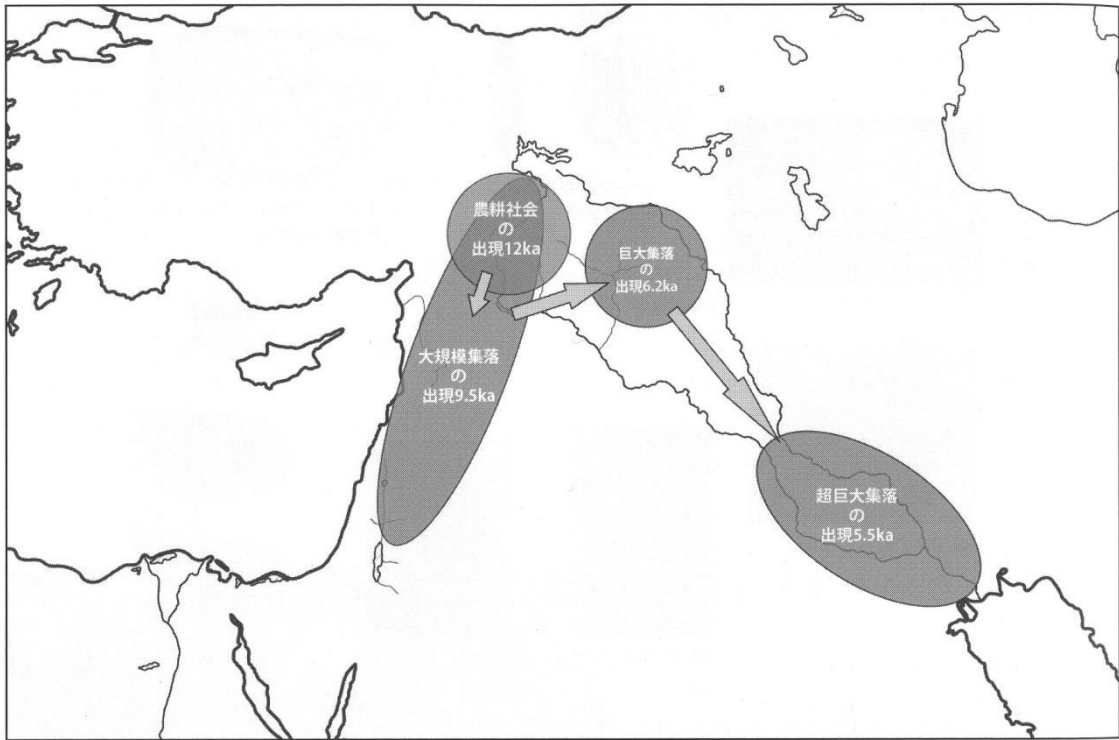 農耕社会
の
出現12ka
大規模集落
の
出現9.5ka
巨大集落
の
出現6.2ka
超巨大集落
の
出現5.5ka